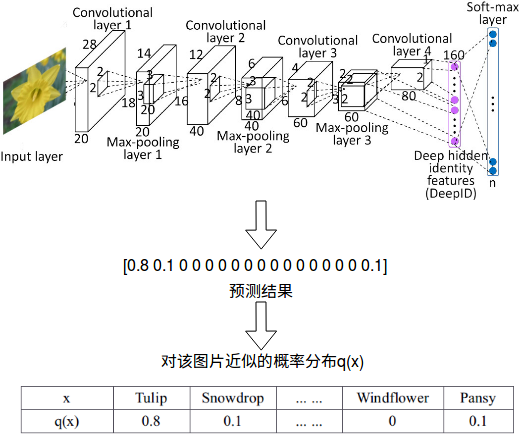 Soft-max
layer
Convolutional
layer 1
Convolutional
layer 2
Convolutional
layer 3
Convolutional
layer 4
28
2
2
20
14
3
3
18
20
20
12
2
2
16
40
6
3
3
8
40
40
4
2
2
6
60
2
2
3
3
2
60
1
2
2
80
160
n
Input layer
Max-pooling
layer 1
Max-pooling
layer 2
Max-pooling
layer 3
Deep hidden
identity
features
(DeepID)
[0.8 0.1 0 0 0 0 0 0 0 0 0 0 0 0 0 0 0.1]
预测结果
对该图片近似的概率分布q(x)
x Tulip Snowdrop ... ... Windflower Pansy
q(x) 0.8 0.1 ... ... 0 0.1